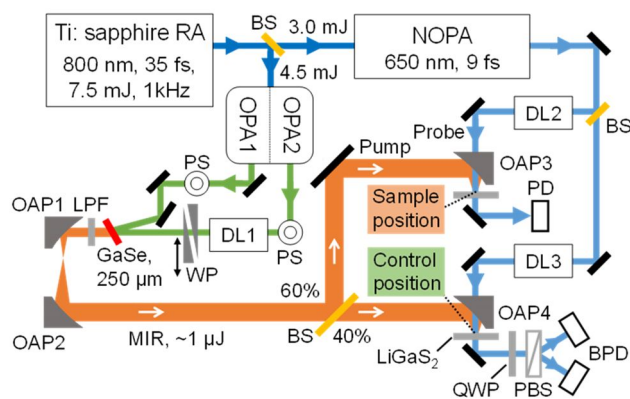 Ti: sapphire RA
800 nm, 35 fs,
7.5 mJ, 1kHz
BS
3.0 mJ
4.5 mJ
NOPA
650 nm, 9 fs
OPA1
OPA2
DL2
BS
Probe
Pump
OAP3
PS
PD
Sample
position
OAP1
LPF
GaSe,
250 µm
WP
DL1
PS
Control
position
DL3
OAP2
MIR, ~1 µJ
60%
BS
40%
OAP4
LiGaS₂
QWP
PBS
BPD